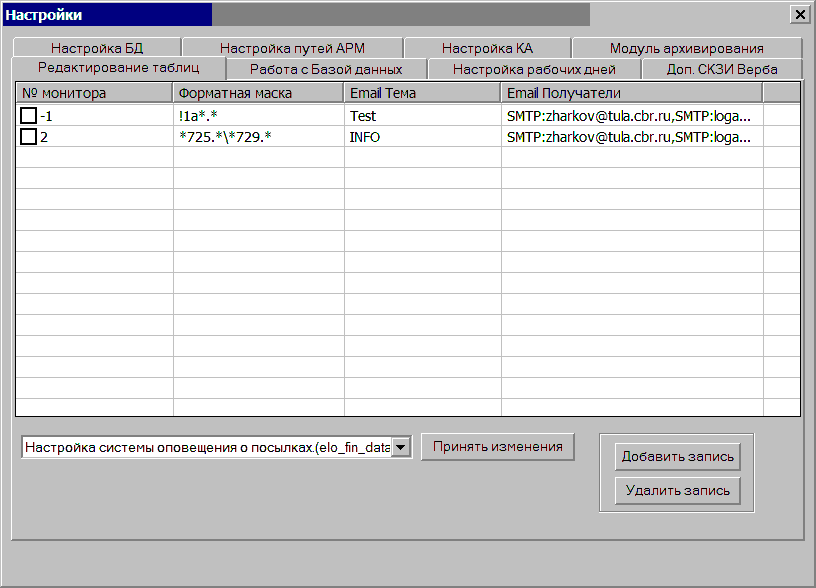 Настройки
Настройка БД Настройка путей АРМ Настройка КА Модуль архивирования
Редактирование таблиц Работа с Базой данных Настройка рабочих дней Доп. СКЗИ Верба
№ монитора Форматная маска Email Тема Email Получатели
-1 !1a*.* Test SMTP:zharkov@tula.cbr.ru,SMTP:loga...
2 *725.*\*729.* INFO SMTP:zharkov@tula.cbr.ru,SMTP:loga...
Настройка системы оповещения о посылках.(elo_fin_data Принять изменения
Добавить запись
Удалить запись